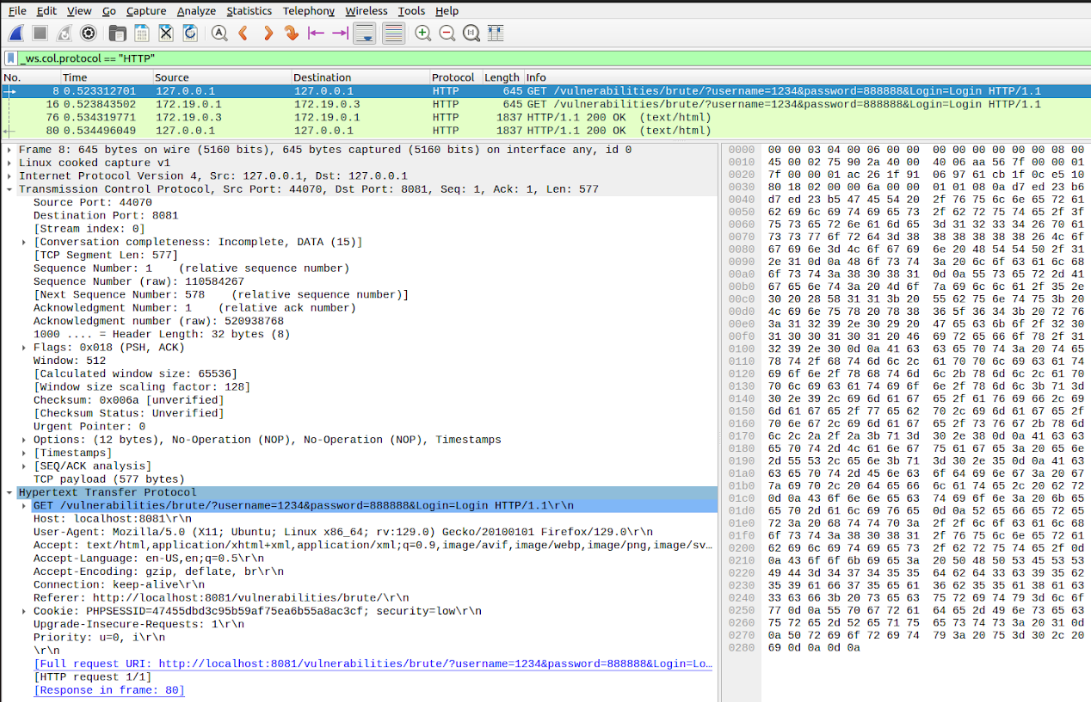 File Edit View Go Capture Analyze Statistics Telephony Wireless Tools Help
_ws.col.protocol == "HTTP"
No. Time Source Destination Protocol Length Info
8 0.523312701 127.0.0.1 127.0.0.1 HTTP 645 GET /vulnerabilities/brute/?username=1234&password=888888&Login=Login HTTP/1.1
16 0.523843502 172.19.0.1 172.19.0.3 HTTP 645 GET /vulnerabilities/brute/?username=1234&password=888888&Login=Login HTTP/1.1
76 0.534319771 172.19.0.3 172.19.0.1 HTTP 1837 HTTP/1.1 200 OK (text/html)
80 0.534496049 127.0.0.1 127.0.0.1 HTTP 1837 HTTP/1.1 200 OK (text/html)
Frame 8: 645 bytes on wire (5160 bits), 645 bytes captured (5160 bits) on interface any, id 0
Linux cooked capture v1
Internet Protocol Version 4, Src: 127.0.0.1, Dst: 127.0.0.1
Transmission Control Protocol, Src Port: 44070, Dst Port: 8081, Seq: 1, Ack: 1, Len: 577
Source Port: 44070
Destination Port: 8081
[Stream index: 0]
[Conversation completeness: Incomplete, DATA (15)]
[TCP Segment Len: 577]
Sequence Number: 1 (relative sequence number)
Sequence Number (raw): 110584267
[Next Sequence Number: 578 (relative sequence number)]
Acknowledgment Number: 1 (relative ack number)
Acknowledgment number (raw): 520938768
1000 .... = Header Length: 32 bytes (8)
Flags: 0x018 (PSH, ACK)
Window: 512
[Calculated window size: 65536]
[Window size scaling factor: 128]
Checksum: 0x006a [unverified]
[Checksum Status: Unverified]
Urgent Pointer: 0
Options: (12 bytes), No-Operation (NOP), No-Operation (NOP), Timestamps
[Timestamps]
[SEQ/ACK analysis]
TCP payload (577 bytes)
Hypertext Transfer Protocol
GET /vulnerabilities/brute/?username=1234&password=888888&Login=Login HTTP/1.1\r\n
Host: localhost:8081\r\n
User-Agent: Mozilla/5.0 (X11; Ubuntu; Linux x86_64; rv:129.0) Gecko/20100101 Firefox/129.0\r\n
Accept: text/html,application/xhtml+xml,application/xml;q=0.9,image/avif,image/webp,image/png,image/sv…
Accept-Language: en-US,en;q=0.5\r\n
Accept-Encoding: gzip, deflate, br\r\n
Connection: keep-alive\r\n
Referer: http://localhost:8081/vulnerabilities/brute/\r\n
Cookie: PHPSESSID=47455dbd3c95b59af75ea6b55a8ac3cf; security=low\r\n
Upgrade-Insecure-Requests: 1\r\n
Priority: u=0, i\r\n
\r\n
[Full request URI: http://localhost:8081/vulnerabilities/brute/?username=1234&password=888888&Login=Lo…
[HTTP request 1/1]
[Response in frame: 80]
0000 00 00 03 04 00 06 00 00 00 00 00 00 00 00 08 00
0010 45 00 02 75 90 2a 40 00 40 06 aa 56 7f 00 00 01
0020 7f 00 00 01 ac 26 1f 91 06 97 61 cb 1f 0c e5 10
0030 80 18 02 00 00 6a 00 00 01 01 08 0a d7 ed 23 b6
0040 d7 ed 23 b5 47 45 54 20 2f 76 75 6c 6e 65 72 61
0050 62 69 6c 69 74 69 65 73 2f 62 72 75 74 65 2f 3f
0060 75 73 65 72 6e 61 6d 65 3d 31 32 33 34 26 70 61
0070 73 73 77 6f 72 64 3d 38 38 38 38 38 38 26 4c 6f
0080 67 69 6e 3d 4c 6f 67 69 6e 20 48 54 54 50 2f 31
0090 2e 31 0d 0a 48 6f 73 74 3a 20 6c 6f 63 61 6c 68
00a0 6f 73 74 3a 38 30 38 31 0d 0a 55 73 65 72 2d 41
00b0 67 65 6e 74 3a 20 4d 6f 7a 69 6c 6c 61 2f 35 2e
00c0 30 20 28 58 31 31 3b 20 55 62 75 6e 74 75 3b 20
00d0 4c 69 6e 75 78 20 78 38 36 5f 36 34 3b 20 72 76
00e0 3a 31 32 39 2e 30 29 20 47 65 63 6b 6f 2f 32 30
00f0 31 30 30 31 30 31 20 46 69 72 65 66 6f 78 2f 31
0100 32 39 2e 30 0d 0a 41 63 63 65 70 74 3a 20 74 65
0110 78 74 2f 68 74 6d 6c 2c 61 70 70 6c 69 63 61 74
0120 69 6f 6e 2f 78 68 74 6d 6c 2b 78 6d 6c 2c 61 70
0130 70 6c 69 63 61 74 69 6f 6e 2f 78 6d 6c 3b 71 3d
0140 30 2e 39 2c 69 6d 61 67 65 2f 61 76 69 66 2c 69
0150 6d 61 67 65 2f 77 65 62 70 2c 69 6d 61 67 65 2f
0160 70 6e 67 2c 69 6d 61 67 65 2f 73 76 67 2b 78 6d
0170 6c 2c 2a 2f 2a 3b 71 3d 30 2e 38 0d 0a 41 63 63
0180 65 70 74 2d 4c 61 6e 67 75 61 67 65 3a 20 65 6e
0190 2d 55 53 2c 65 6e 3b 71 3d 30 2e 35 0d 0a 41 63
01a0 63 65 70 74 2d 45 6e 63 6f 64 69 6e 67 3a 20 67
01b0 7a 69 70 2c 20 64 65 66 6c 61 74 65 2c 20 62 72
01c0 0d 0a 43 6f 6e 6e 65 63 74 69 6f 6e 3a 20 6b 65
01d0 65 70 2d 61 6c 69 76 65 0d 0a 52 65 66 65 72 65
01e0 72 3a 20 68 74 74 70 3a 2f 2f 6c 6f 63 61 6c 68
01f0 6f 73 74 3a 38 30 38 31 2f 76 75 6c 6e 65 72 61
0200 62 69 6c 69 74 69 65 73 2f 62 72 75 74 65 2f 0d
0210 0a 43 6f 6f 6b 69 65 3a 20 50 48 50 53 45 53 53
0220 49 44 3d 34 37 34 35 35 64 62 64 33 63 39 35 62
0230 35 39 61 66 37 35 65 61 36 62 35 35 61 38 61 63
0240 33 63 66 3b 20 73 65 63 75 72 69 74 79 3d 6c 6f
0250 77 0d 0a 55 70 67 72 61 64 65 2d 49 6e 73 65 63
0260 75 72 65 2d 52 65 71 75 65 73 74 73 3a 20 31 0d
0270 0a 50 72 69 6f 72 69 74 79 3a 20 75 3d 30 2c 20
0280 69 0d 0a 0d 0a